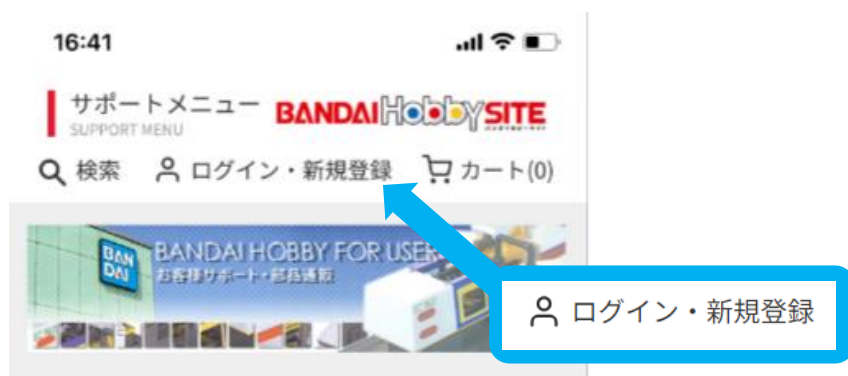 16:41
サポートメニュー
SUPPORT MENU
BANDAI Hobby SITE
検索
ログイン・新規登録
カート(0)
BAN
DAI
BANDAI HOBBY FOR USER
お客様サポート・部品通販
ログイン・新規登録